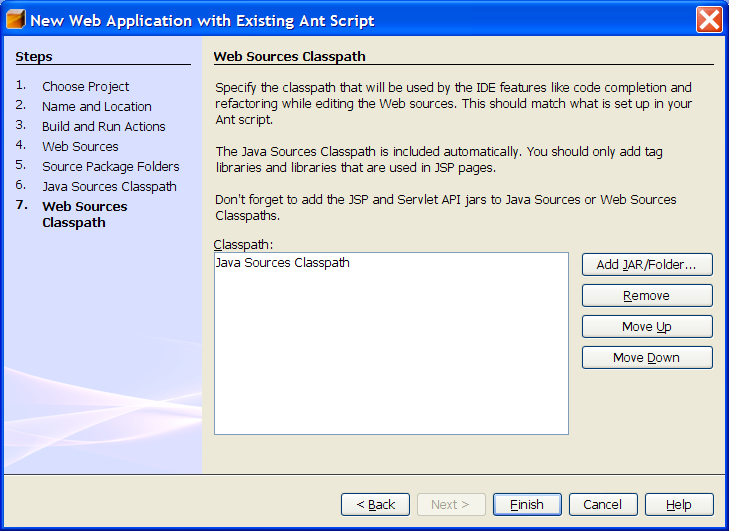 New Web Application with Existing Ant Script
Steps
1. Choose Project
2. Name and Location
3. Build and Run Actions
4. Web Sources
5. Source Package Folders
6. Java Sources Classpath
7. Web Sources
Classpath
Web Sources Classpath
Specify the classpath that will be used by the IDE features like code completion and
refactoring while editing the Web sources. This should match what is set up in your
Ant script.
The Java Sources Classpath is included automatically. You should only add tag
libraries and libraries that are used in JSP pages.
Don't forget to add the JSP and Servlet API jars to Java Sources or Web Sources
Classpaths.
Classpath:
Java Sources Classpath
Add JAR/Folder...
Remove
Move Up
Move Down
< Back
Next >
Finish
Cancel
Help